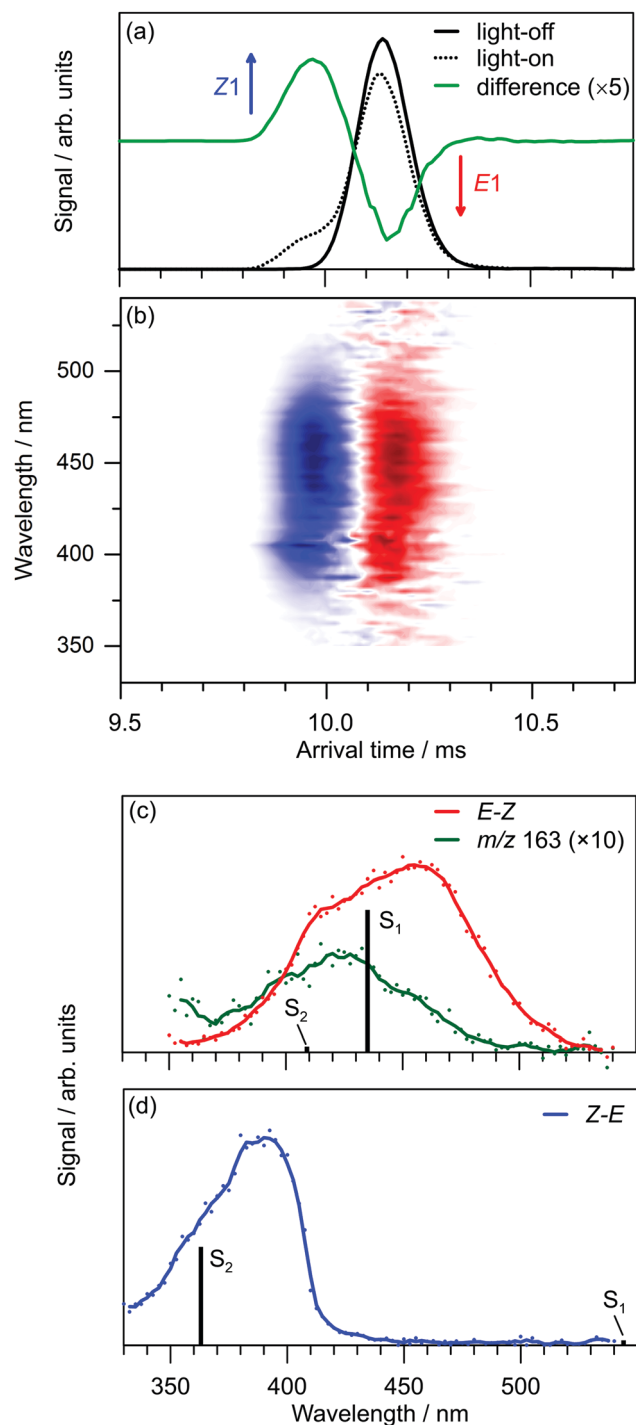 (a)
light-off
light-on
difference (×5)
Z1
E1
Signal / arb. units
(b)
500
450
400
350
Wavelength / nm
9.5
10.0
10.5
Arrival time / ms
(c)
E-Z
m/z 163 (×10)
S₁
S₂
(d)
Z-E
S₂
S₁
Signal / arb. units
350
400
450
500
Wavelength / nm